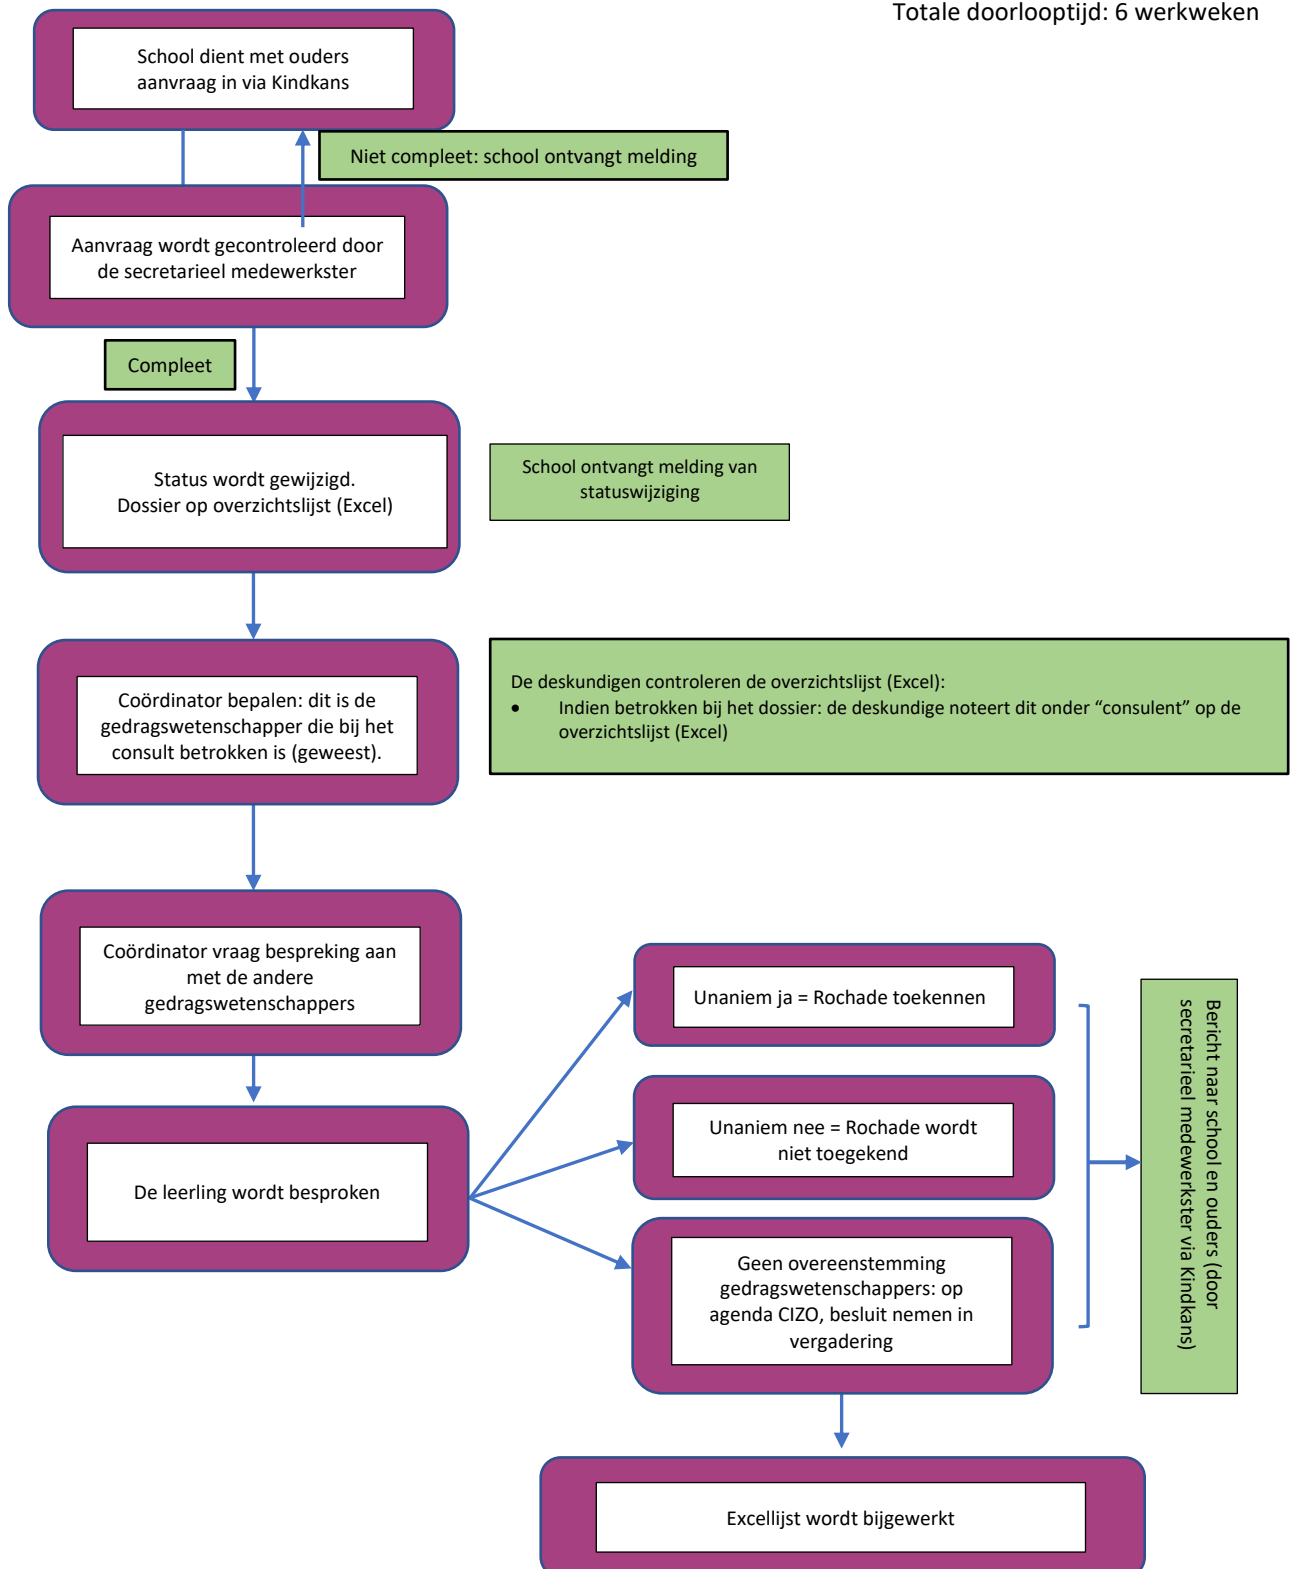 Totale doorlooptijd: 6 werkweken
School dient met ouders
aanvraag in via Kindkans
Niet compleet: school ontvangt melding
Aanvraag wordt gecontroleerd door
de secretarieel medewerkster
Compleet
Status wordt gewijzigd.
Dossier op overzichtslijst (Excel)
School ontvangt melding van
statuswijziging
Coördinator bepalen: dit is de
gedragswetenschapper die bij het
consult betrokken is (geweest).
De deskundigen controleren de overzichtslijst (Excel):
• Indien betrokken bij het dossier: de deskundige noteert dit onder “consulent” op de
overzichtslijst (Excel)
Coördinator vraag bespreking aan
met de andere
gedragswetenschappers
De leerling wordt besproken
Unaniem ja = Rochade toekennen
Unaniem nee = Rochade wordt
niet toegekend
Geen overeenstemming
gedragswetenschappers: op
agenda CIZO, besluit nemen in
vergadering
Bericht naar school en ouders (door
secretarieel medewerkster via Kindkans)
Excellijst wordt bijgewerkt